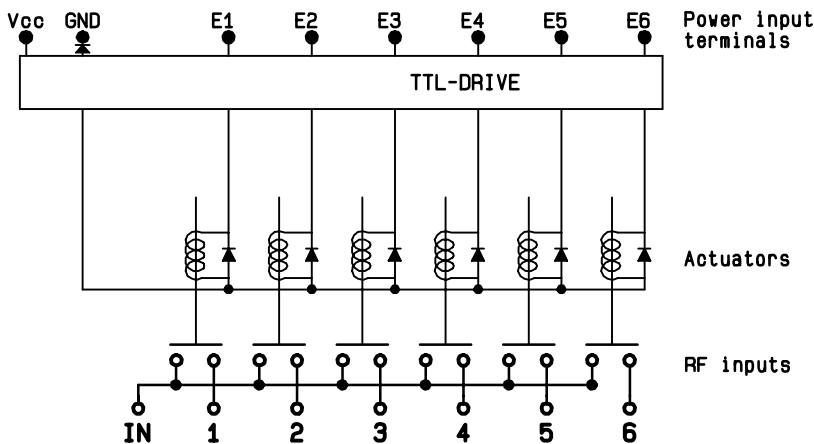 Vcc GND E1 E2 E3 E4 E5 E6 Power input
terminals
TTL-DRIVE
Actuators
RF inputs
IN 1 2 3 4 5 6